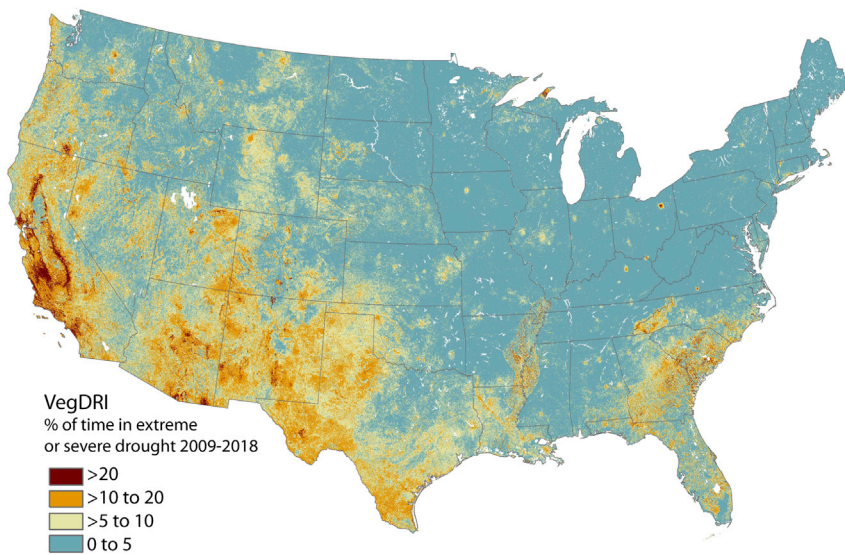 VegDRI
% of time in extreme
or severe drought 2009-2018
>20
>10 to 20
>5 to 10
0 to 5